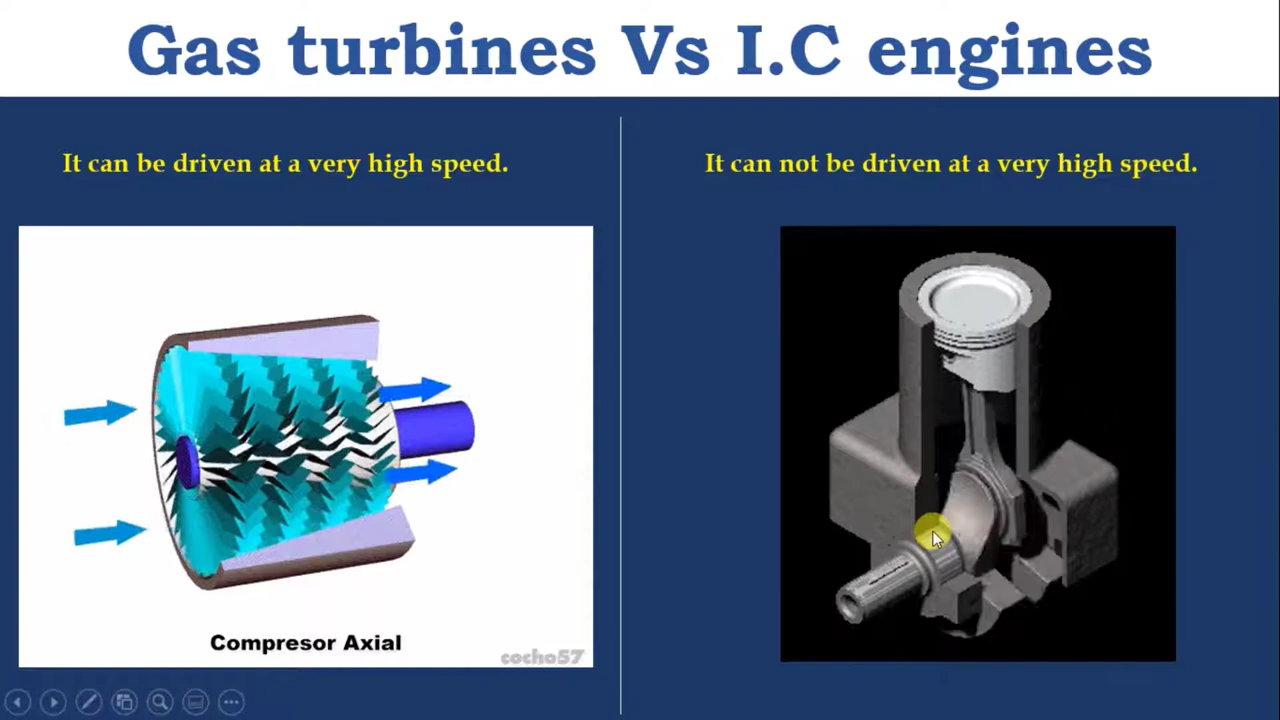 Gas turbines Vs I.C engines
It can be driven at a very high speed.
It can not be driven at a very high speed.
Compresor Axial
cocho57